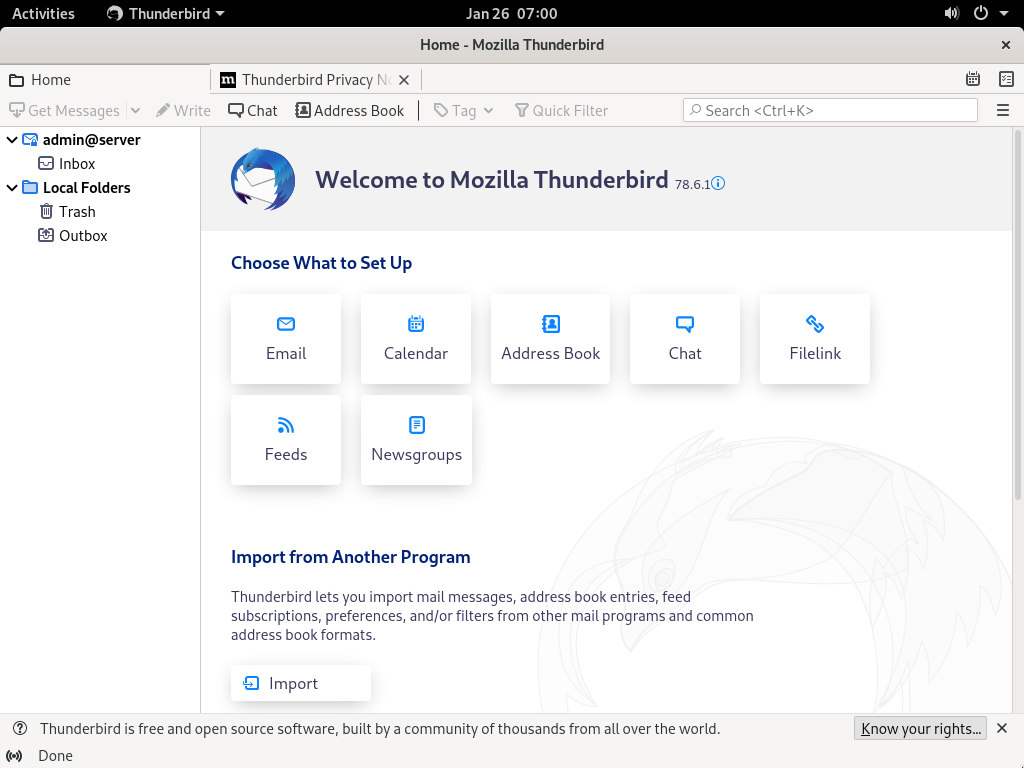 Activities Thunderbird Jan 26 07:00
Home - Mozilla Thunderbird
Home Thunderbird Privacy No
Get Messages Write Chat Address Book Tag Quick Filter Search <Ctrl+K>
admin@server
Inbox
Local Folders
Trash
Outbox
Welcome to Mozilla Thunderbird 78.6.1
Choose What to Set Up
Email Calendar Address Book Chat Filelink
Feeds Newsgroups
Import from Another Program
Thunderbird lets you import mail messages, address book entries, feed
subscriptions, preferences, and/or filters from other mail programs and common
address book formats.
Import
Thunderbird is free and open source software, built by a community of thousands from all over the world. Know your rights...
Done